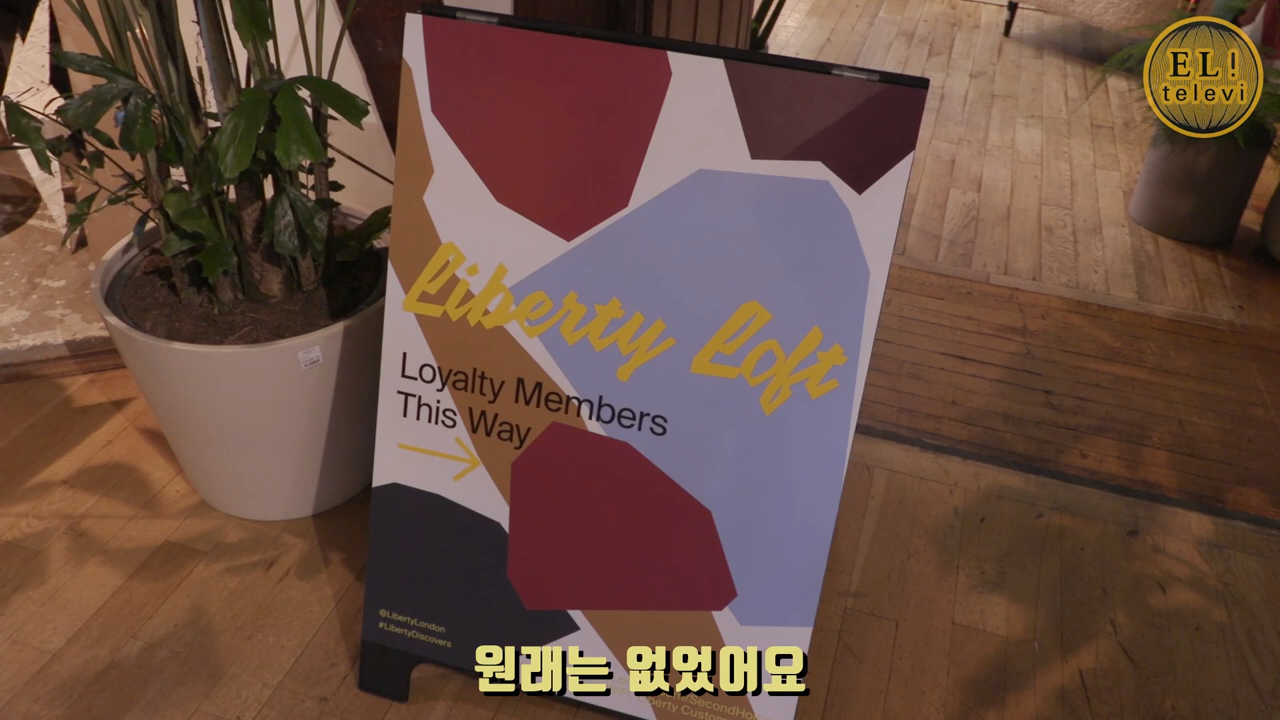 EL!
televi
Liberty Loft
Loyalty Members
This Way
@LibertyLondon
#LibertyDiscovers
원래는 없었어요